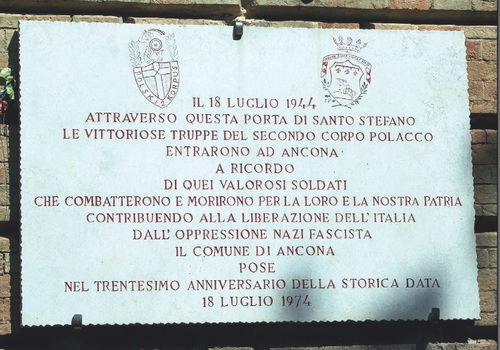 POLSKI KORPUS
IL 18 LUGLIO 1944
ATTRAVERSO QUESTA PORTA DI SANTO STEFANO
LE VITTORIOSE TRUPPE DEL SECONDO CORPO POLACCO
ENTRARONO AD ANCONA
A RICORDO
DI QUEI VALOROSI SOLDATI
CHE COMBATTERONO E MORIRONO PER LA LORO E LA NOSTRA PATRIA
CONTRIBUENDO ALLA LIBERAZIONE DELL'ITALIA
DALL'OPPRESSIONE NAZI FASCISTA
IL COMUNE DI ANCONA
POSE
NEL TRENTESIMO ANNIVERSARIO DELLA STORICA DATA
18 LUGLIO 1974